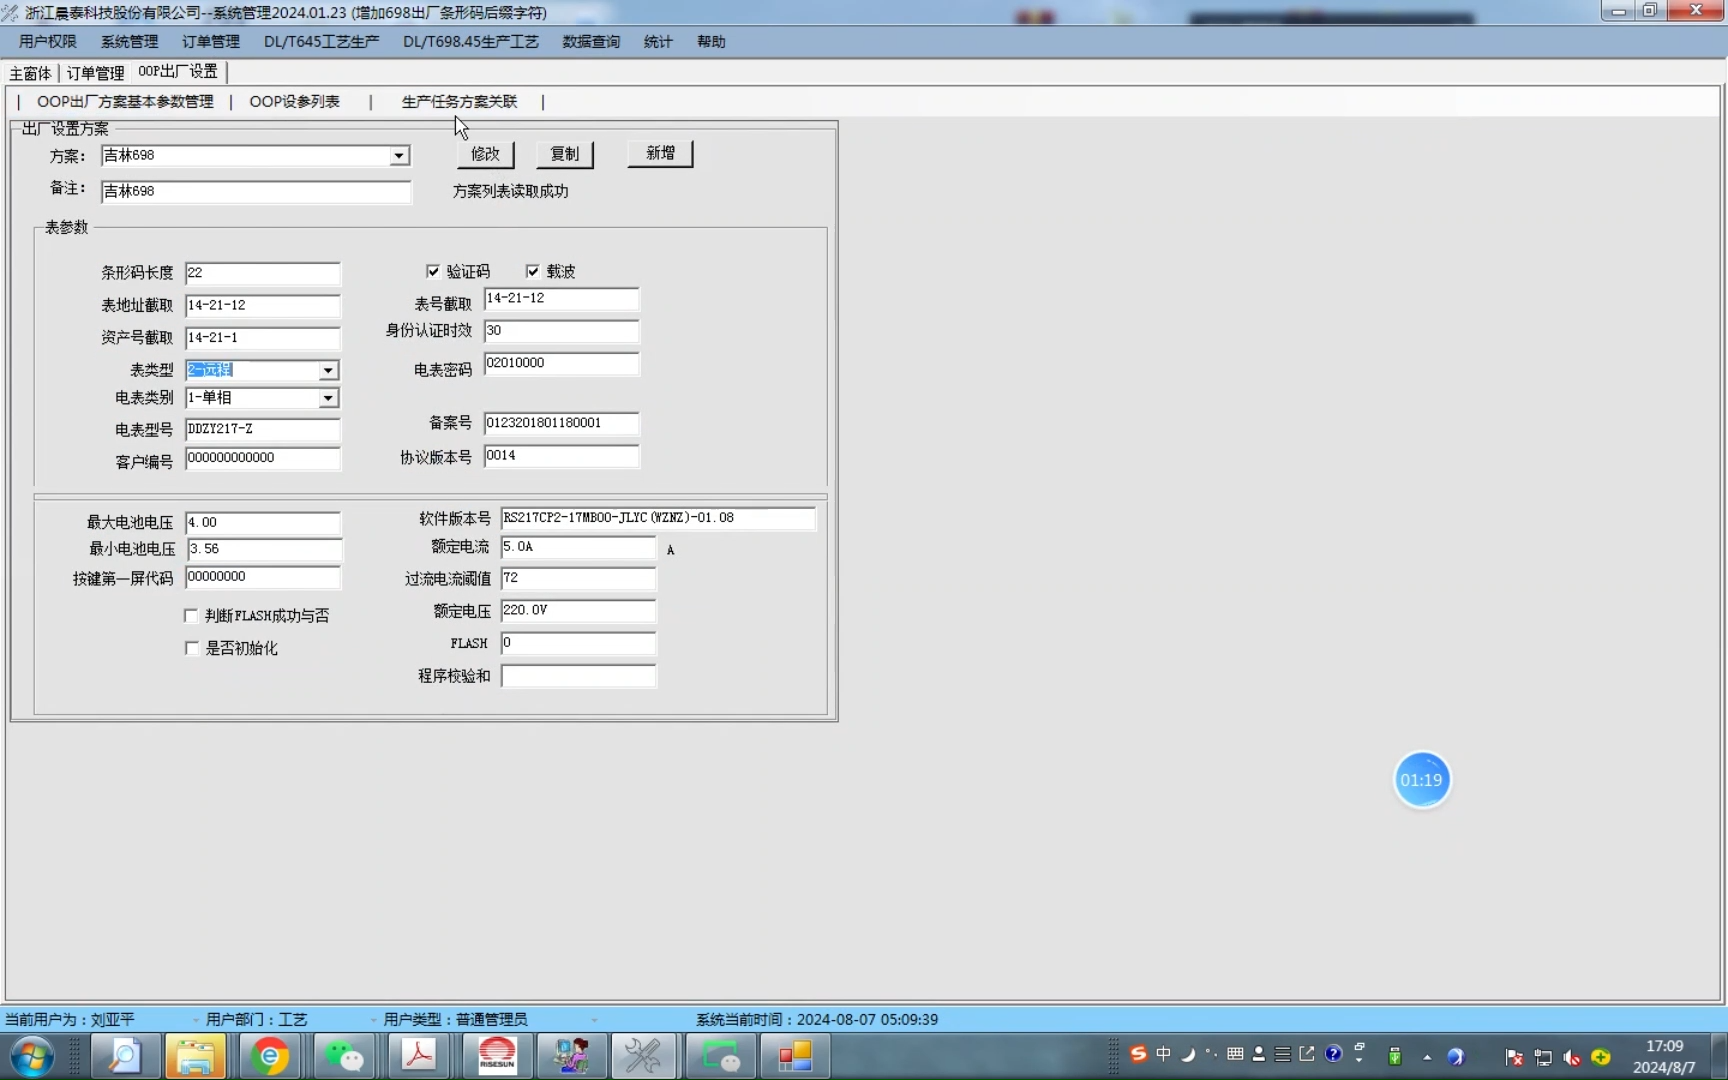 浙江晨泰科技股份有限公司--系统管理2024.01.23 (增加698出厂条形码后缀字符)
用户权限 系统管理 订单管理 DL/T645工艺生产 DL/T698.45生产工艺 数据查询 统计 帮助
主窗体 订单管理 OOP出厂设置
| OOP出厂方案基本参数管理 | OOP设参列表 | 生产任务方案关联 |
出厂设置方案
方案: 吉林698 修改 复制 新增
备注: 吉林698 方案列表读取成功
表参数
条形码长度 22 验证码 载波
表地址截取 14-21-12 表号截取 14-21-12
资产号截取 14-21-1 身份认证时效 30
表类型 2-远程 电表密码 02010000
电表类别 1-单相
电表型号 DDZY217-Z 备案号 0123201801180001
客户编号 000000000000 协议版本号 0014
最大电池电压 4.00 软件版本号 RS217CP2-17MB00-JLYC(WZNZ)-01.08
最小电池电压 3.56 额定电流 5.0A A
按键第一屏代码 00000000 过流电流阈值 72
判断FLASH成功与否 额定电压 220.0V
是否初始化 FLASH 0
程序校验和
01:19
当前用户为：刘亚平 用户部门：工艺 用户类型：普通管理员 系统当前时间：2024-08-07 05:09:39
RISESUN
中
17:09
2024/8/7